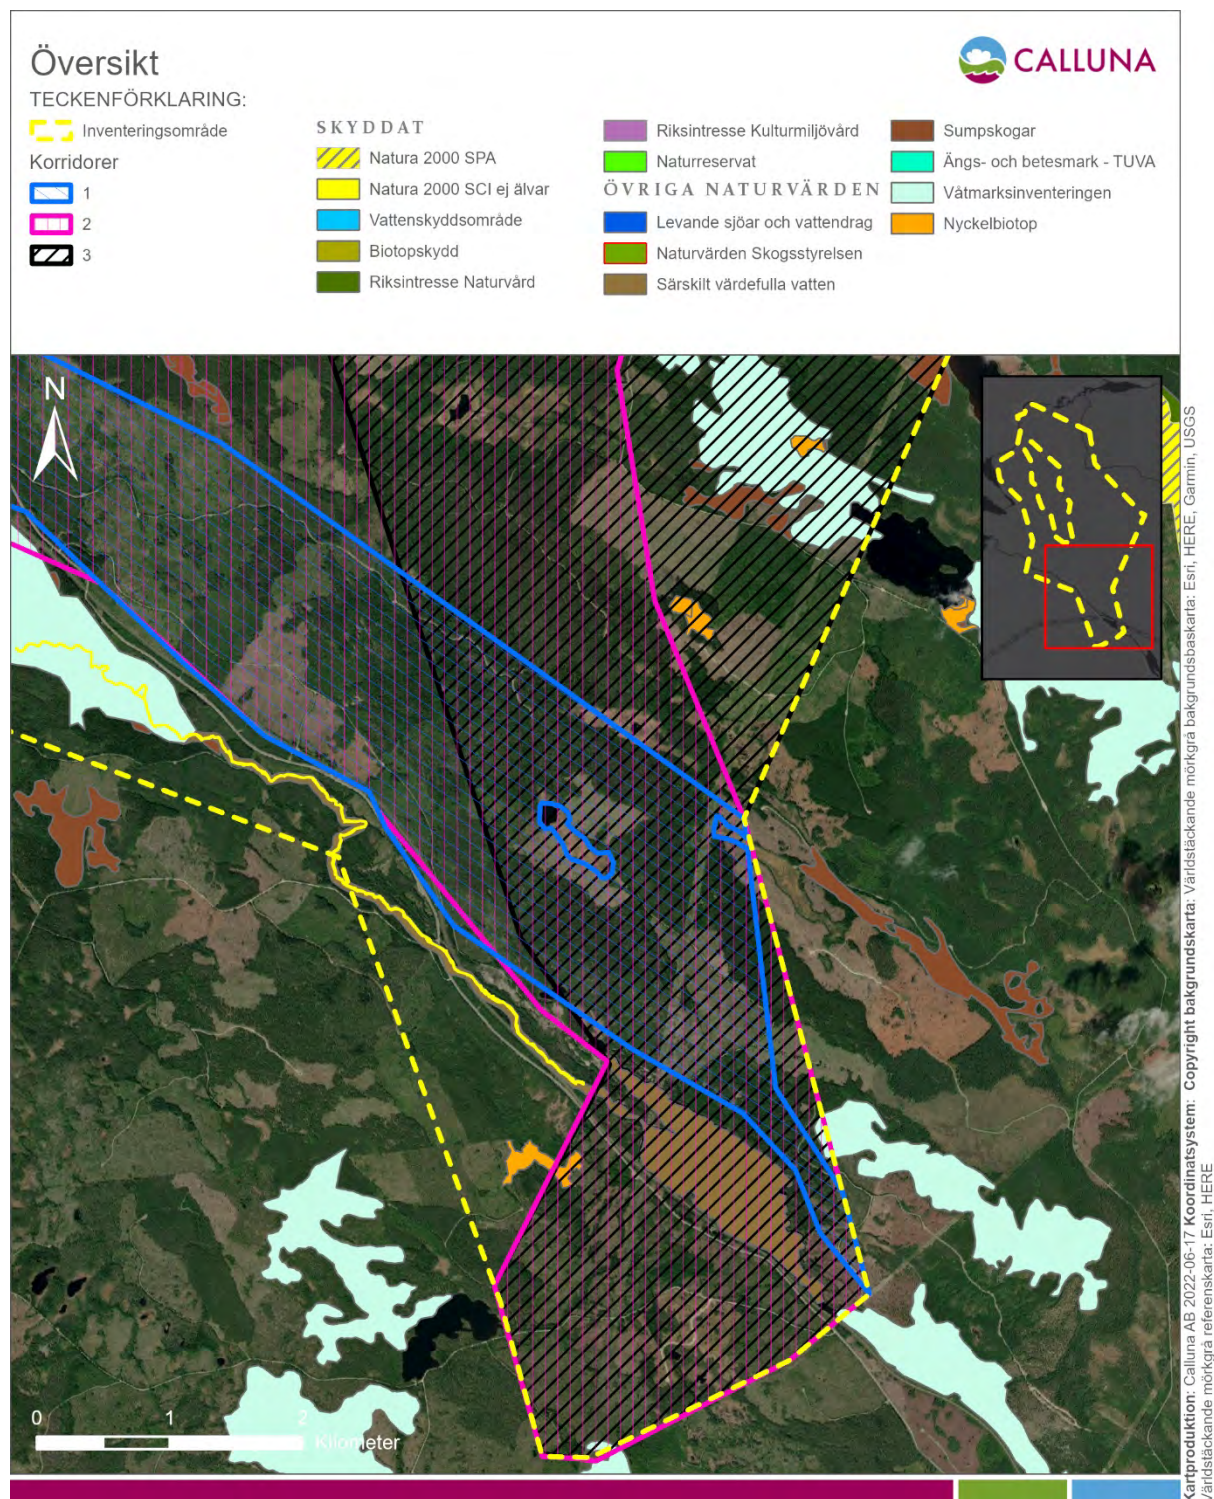 Översikt
CALLUNA
TECKENFÖRKLARING:
Inventeringsområde
Korridorer
1
2
3
SKYDDAT
Natura 2000 SPA
Natura 2000 SCI ej älvar
Vattenskyddsområde
Biotopskydd
Riksintresse Naturvård
Riksintresse Kulturmiljövård
Naturreservat
ÖVRIGA NATURVÄRDEN
Levande sjöar och vattendrag
Naturvärden Skogsstyrelsen
Särskilt värdefulla vatten
Sumpskogar
Ängs- och betesmark - TUVA
Våtmarksinventeringen
Nyckelbiotop
N
0 1 2
Kilometer
Kartproduktion: Calluna AB 2022-06-17 Koordinatsystem: Copyright bakgrundskarta: Världstäckande mörkgrå bakgrundsbaskarta: Esri, HERE, Garmin, USGS
Världstäckande mörkgrå referenskarta: Esri, HERE